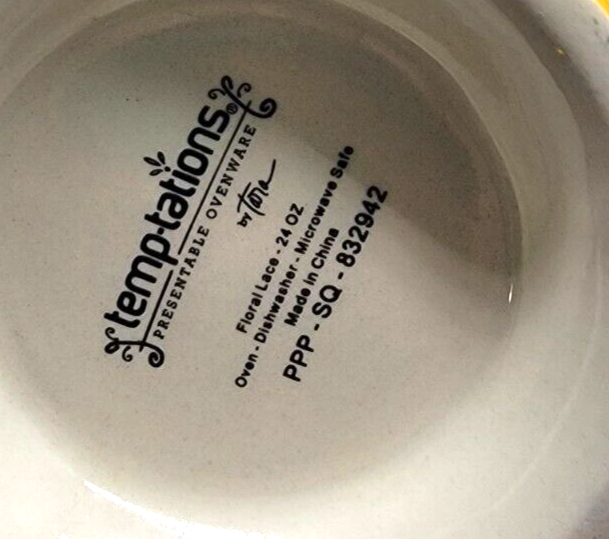 temp-tations®
PRESENTABLE OVENWARE
by Tara
Floral Lace - 24 OZ
Oven - Dishwasher - Microwave Safe
Made in China
PPP - SQ - 832942